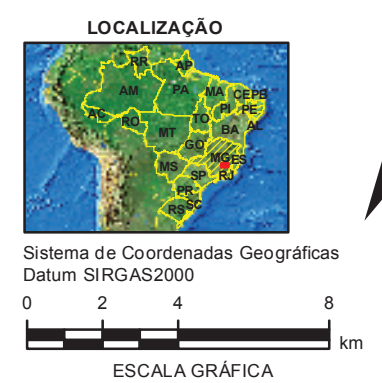 LOCALIZAÇÃO
RR AP
AM PA MA CE PB
PI PE
AC RO TO AL
MT BA
GO
MG ES
MS SP RJ
PR
RS SC
Sistema de Coordenadas Geográficas
Datum SIRGAS2000
0 2 4 8
km
ESCALA GRÁFICA